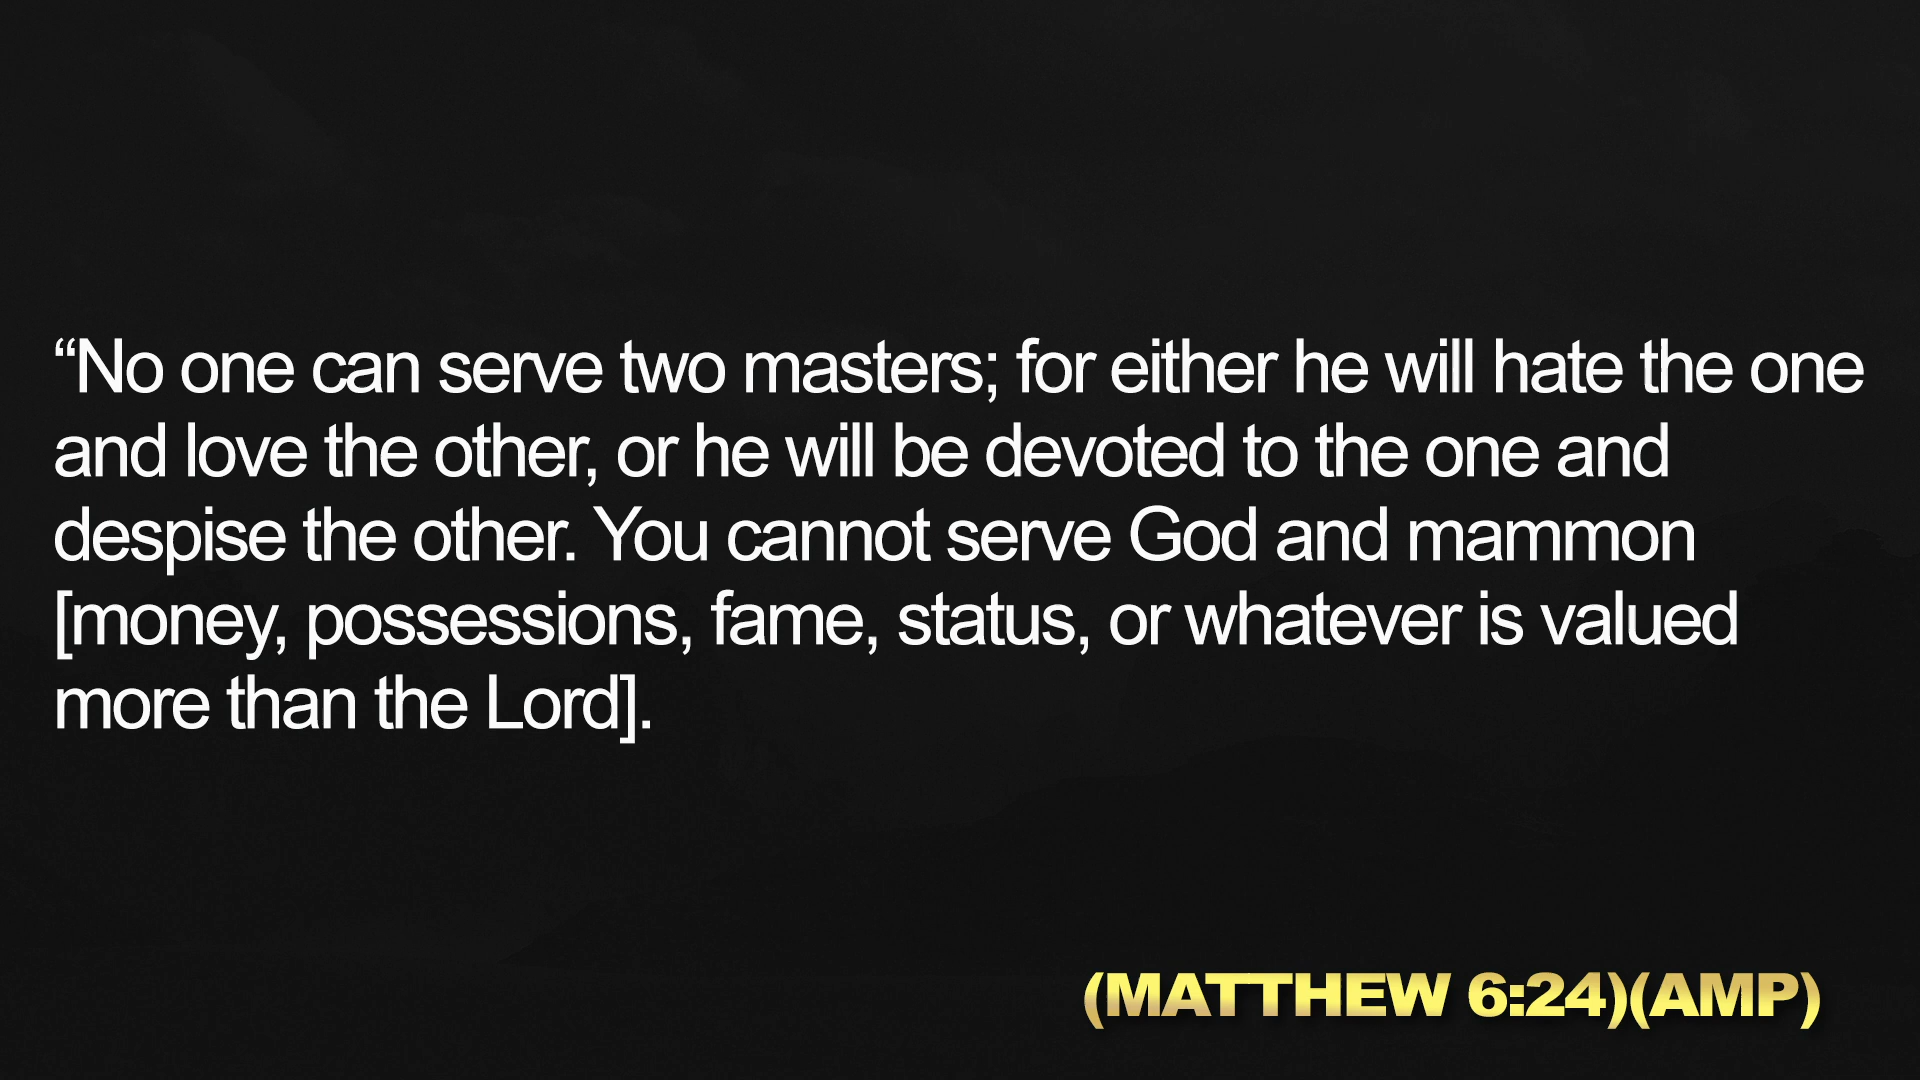 “No one can serve two masters; for either he will hate the one
and love the other, or he will be devoted to the one and
despise the other. You cannot serve God and mammon
[money, possessions, fame, status, or whatever is valued
more than the Lord].
(MATTHEW 6:24)(AMP)